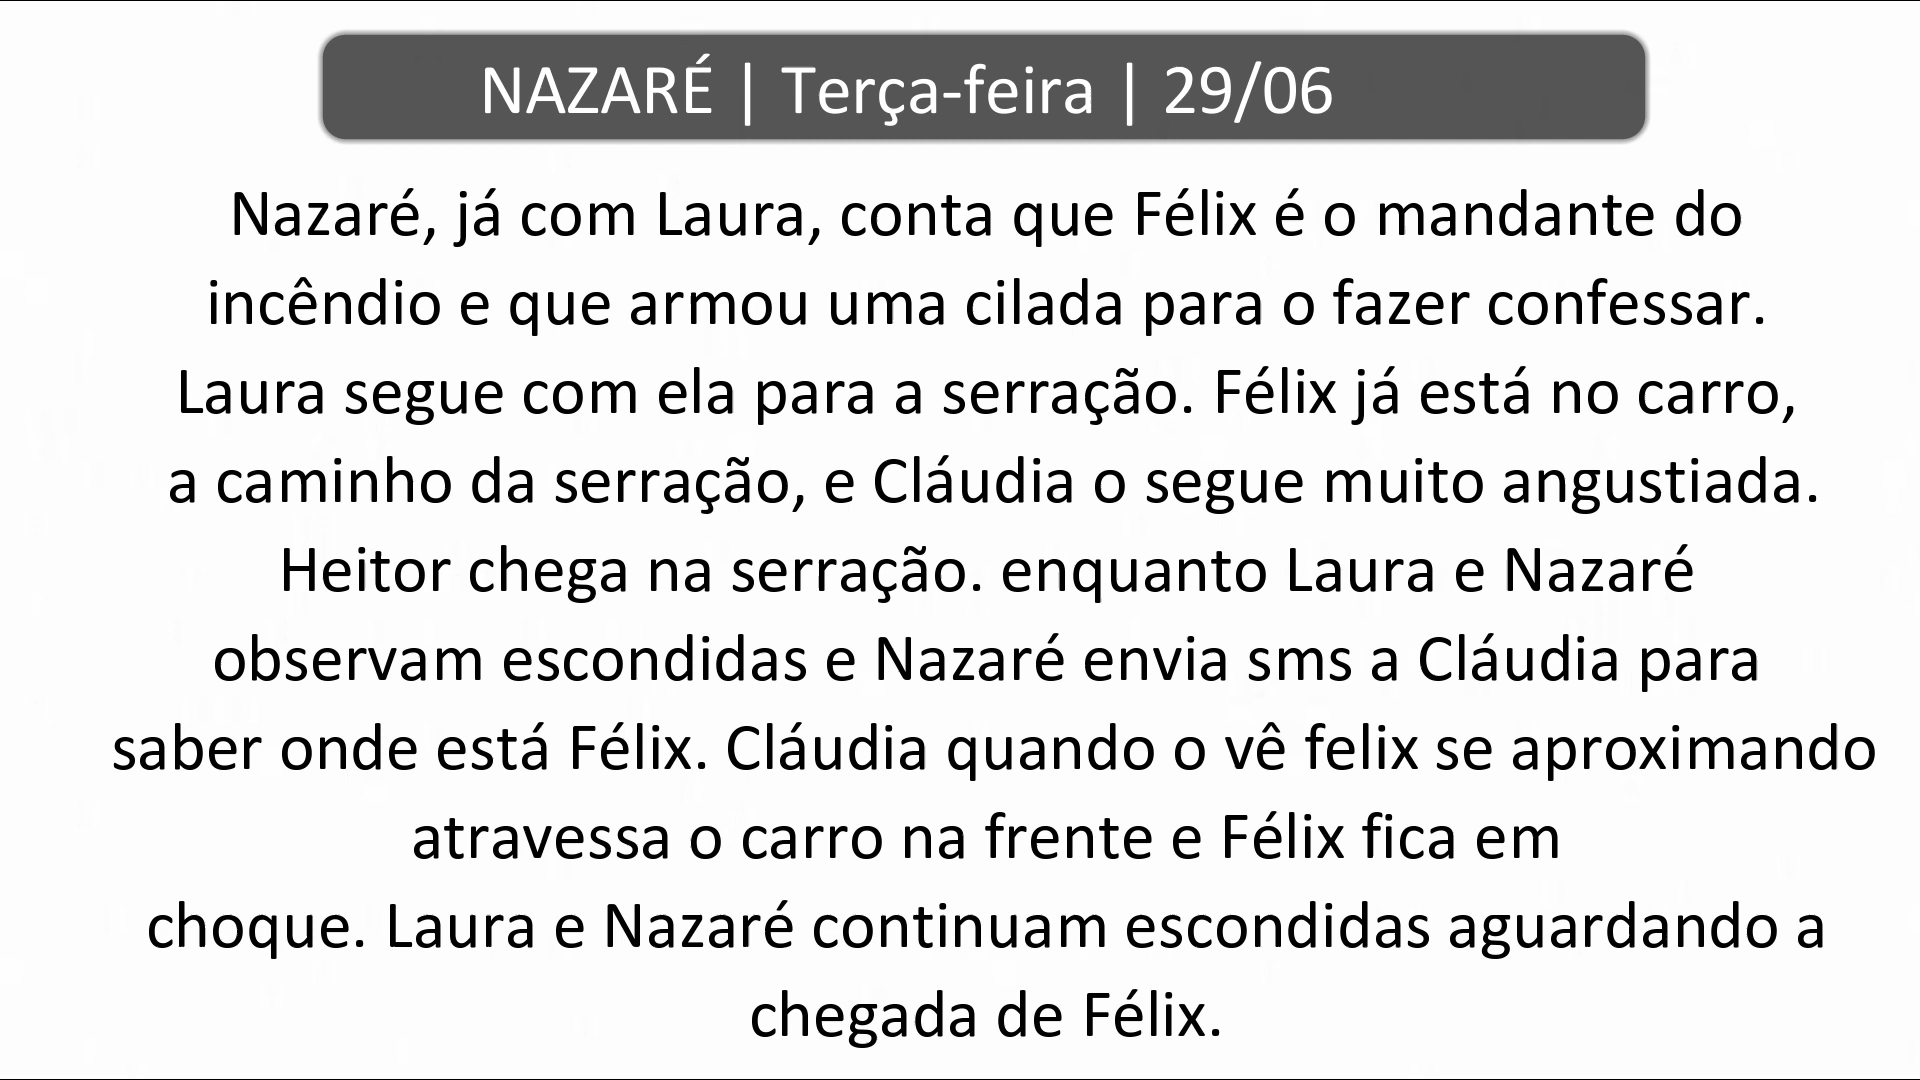 NAZARÉ | Terça-feira | 29/06
Nazaré, já com Laura, conta que Félix é o mandante do
incêndio e que armou uma cilada para o fazer confessar.
Laura segue com ela para a serração. Félix já está no carro,
a caminho da serração, e Cláudia o segue muito angustiada.
Heitor chega na serração. enquanto Laura e Nazaré
observam escondidas e Nazaré envia sms a Cláudia para
saber onde está Félix. Cláudia quando o vê felix se aproximando
atravessa o carro na frente e Félix fica em
choque. Laura e Nazaré continuam escondidas aguardando a
chegada de Félix.